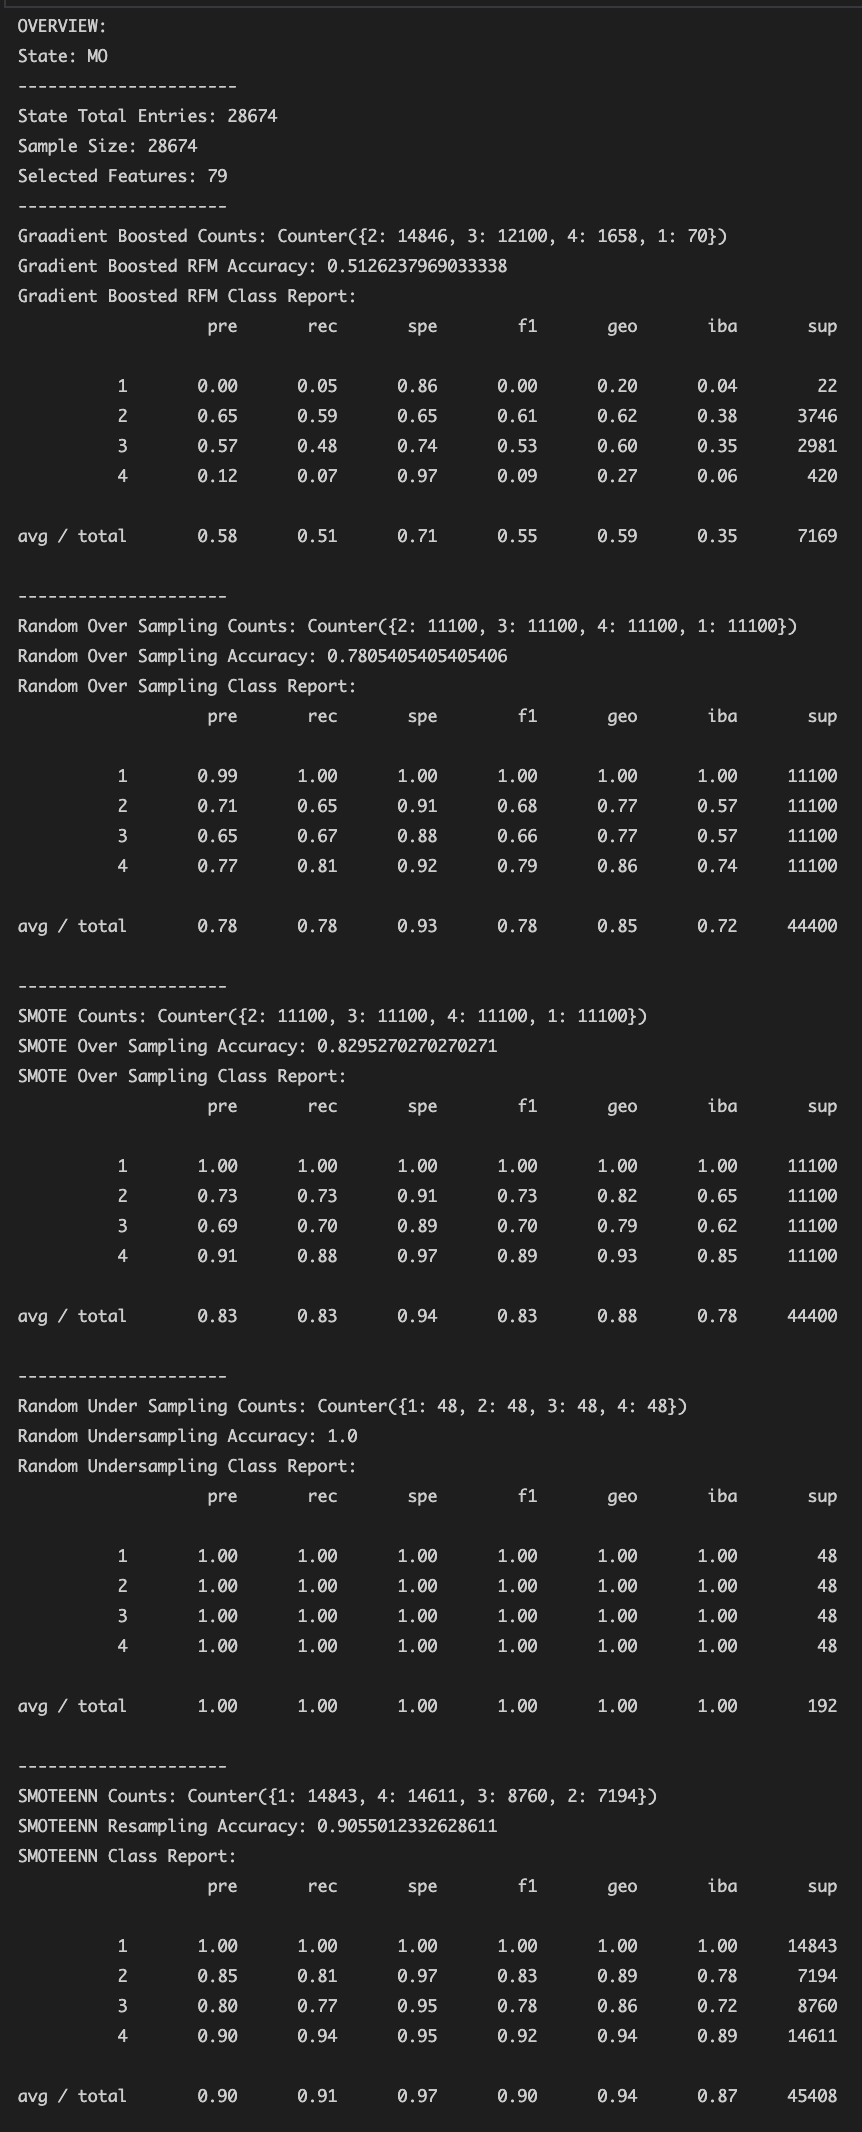 OVERVIEW:
State: MO
----------------------
State Total Entries: 28674
Sample Size: 28674
Selected Features: 79
---------------------
Graadient Boosted Counts: Counter({2: 14846, 3: 12100, 4: 1658, 1: 70})
Gradient Boosted RFM Accuracy: 0.5126237969033338
Gradient Boosted RFM Class Report:
pre rec spe f1 geo iba sup
1 0.00 0.05 0.86 0.00 0.20 0.04 22
2 0.65 0.59 0.65 0.61 0.62 0.38 3746
3 0.57 0.48 0.74 0.53 0.60 0.35 2981
4 0.12 0.07 0.97 0.09 0.27 0.06 420
avg / total 0.58 0.51 0.71 0.55 0.59 0.35 7169
---------------------
Random Over Sampling Counts: Counter({2: 11100, 3: 11100, 4: 11100, 1: 11100})
Random Over Sampling Accuracy: 0.7805405405405406
Random Over Sampling Class Report:
pre rec spe f1 geo iba sup
1 0.99 1.00 1.00 1.00 1.00 1.00 11100
2 0.71 0.65 0.91 0.68 0.77 0.57 11100
3 0.65 0.67 0.88 0.66 0.77 0.57 11100
4 0.77 0.81 0.92 0.79 0.86 0.74 11100
avg / total 0.78 0.78 0.93 0.78 0.85 0.72 44400
---------------------
SMOTE Counts: Counter({2: 11100, 3: 11100, 4: 11100, 1: 11100})
SMOTE Over Sampling Accuracy: 0.8295270270270271
SMOTE Over Sampling Class Report:
pre rec spe f1 geo iba sup
1 1.00 1.00 1.00 1.00 1.00 1.00 11100
2 0.73 0.73 0.91 0.73 0.82 0.65 11100
3 0.69 0.70 0.89 0.70 0.79 0.62 11100
4 0.91 0.88 0.97 0.89 0.93 0.85 11100
avg / total 0.83 0.83 0.94 0.83 0.88 0.78 44400
---------------------
Random Under Sampling Counts: Counter({1: 48, 2: 48, 3: 48, 4: 48})
Random Undersampling Accuracy: 1.0
Random Undersampling Class Report:
pre rec spe f1 geo iba sup
1 1.00 1.00 1.00 1.00 1.00 1.00 48
2 1.00 1.00 1.00 1.00 1.00 1.00 48
3 1.00 1.00 1.00 1.00 1.00 1.00 48
4 1.00 1.00 1.00 1.00 1.00 1.00 48
avg / total 1.00 1.00 1.00 1.00 1.00 1.00 192
---------------------
SMOTEENN Counts: Counter({1: 14843, 4: 14611, 3: 8760, 2: 7194})
SMOTEENN Resampling Accuracy: 0.9055012332628611
SMOTEENN Class Report:
pre rec spe f1 geo iba sup
1 1.00 1.00 1.00 1.00 1.00 1.00 14843
2 0.85 0.81 0.97 0.83 0.89 0.78 7194
3 0.80 0.77 0.95 0.78 0.86 0.72 8760
4 0.90 0.94 0.95 0.92 0.94 0.89 14611
avg / total 0.90 0.91 0.97 0.90 0.94 0.87 45408